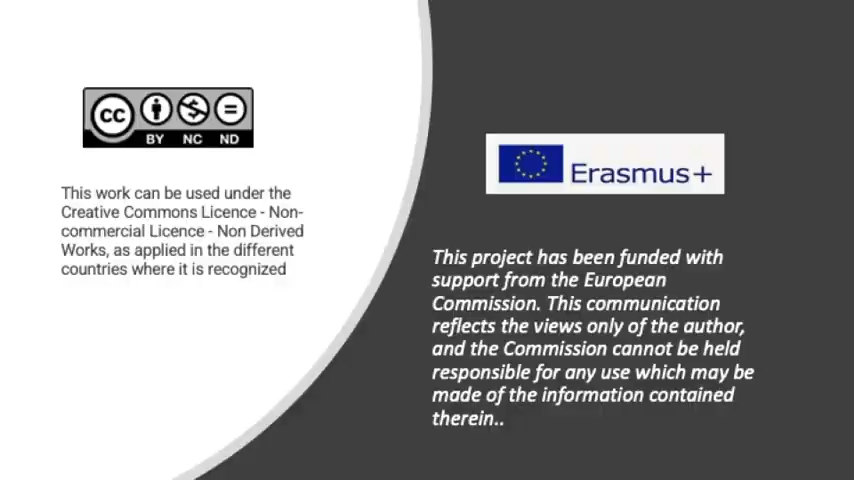 cc
BY NC ND
This work can be used under the
Creative Commons Licence - Non-
commercial Licence - Non Derived
Works, as applied in the different
countries where it is recognized
Erasmus+
This project has been funded with
support from the European
Commission. This communication
reflects the views only of the author,
and the Commission cannot be held
responsible for any use which may be
made of the information contained
therein..